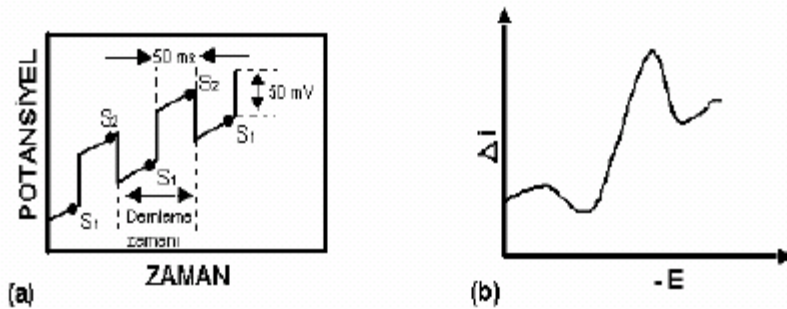 POTANSİYEL
50 ms
S2
S2
50 mV
S1
S1
S1
Damlama
zamanı
ZAMAN
(a)
Δi
- E
(b)